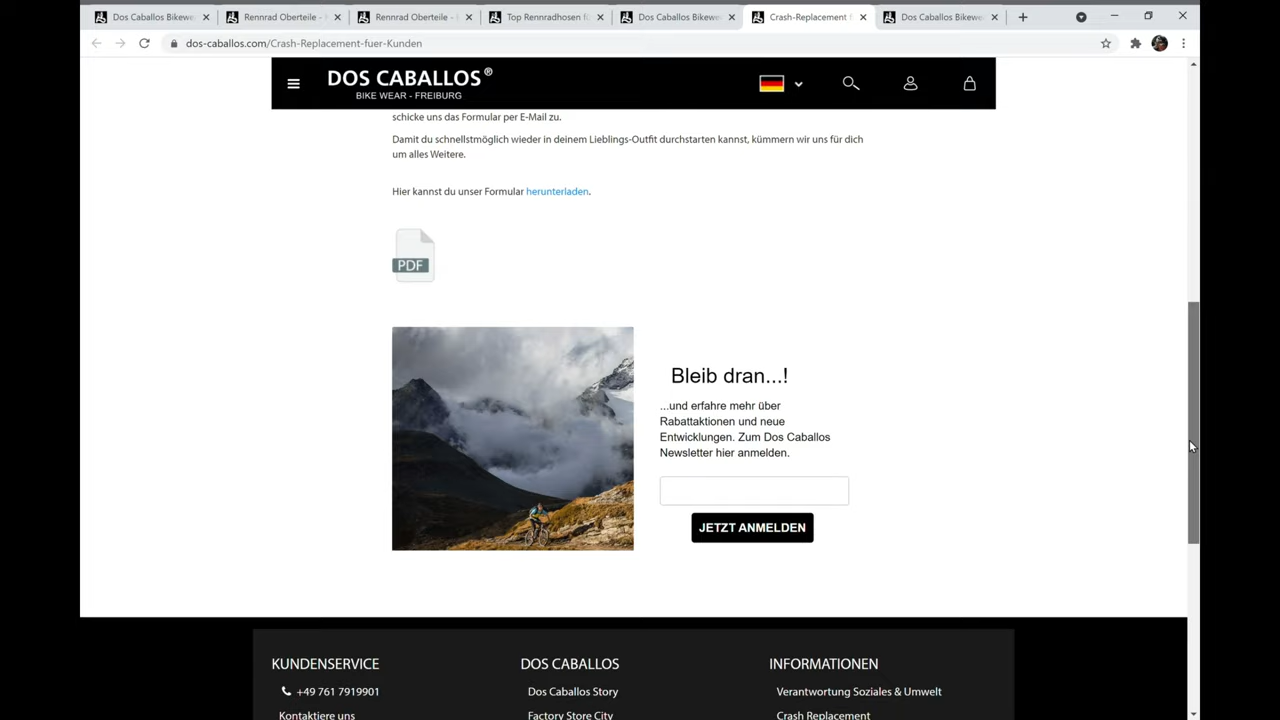 Dos Caballos Bikewe
Rennrad Oberteile -
Rennrad Oberteile -
Top Rennradhosen fü
Dos Caballos Bikewe
Crash-Replacement f
Dos Caballos Bikewe
dos-caballos.com/Crash-Replacement-fuer-Kunden
DOS CABALLOS®
BIKE WEAR - FREIBURG
schicke uns das Formular per E-Mail zu.
Damit du schnellstmöglich wieder in deinem Lieblings-Outfit durchstarten kannst, kümmern wir uns für dich
um alles Weitere.
Hier kannst du unser Formular herunterladen.
PDF
Bleib dran...!
...und erfahre mehr über
Rabattaktionen und neue
Entwicklungen. Zum Dos Caballos
Newsletter hier anmelden.
JETZT ANMELDEN
KUNDENSERVICE
+49 761 7919901
Kontaktiere uns
DOS CABALLOS
Dos Caballos Story
Factory Store City
INFORMATIONEN
Verantwortung Soziales & Umwelt
Crash Replacement